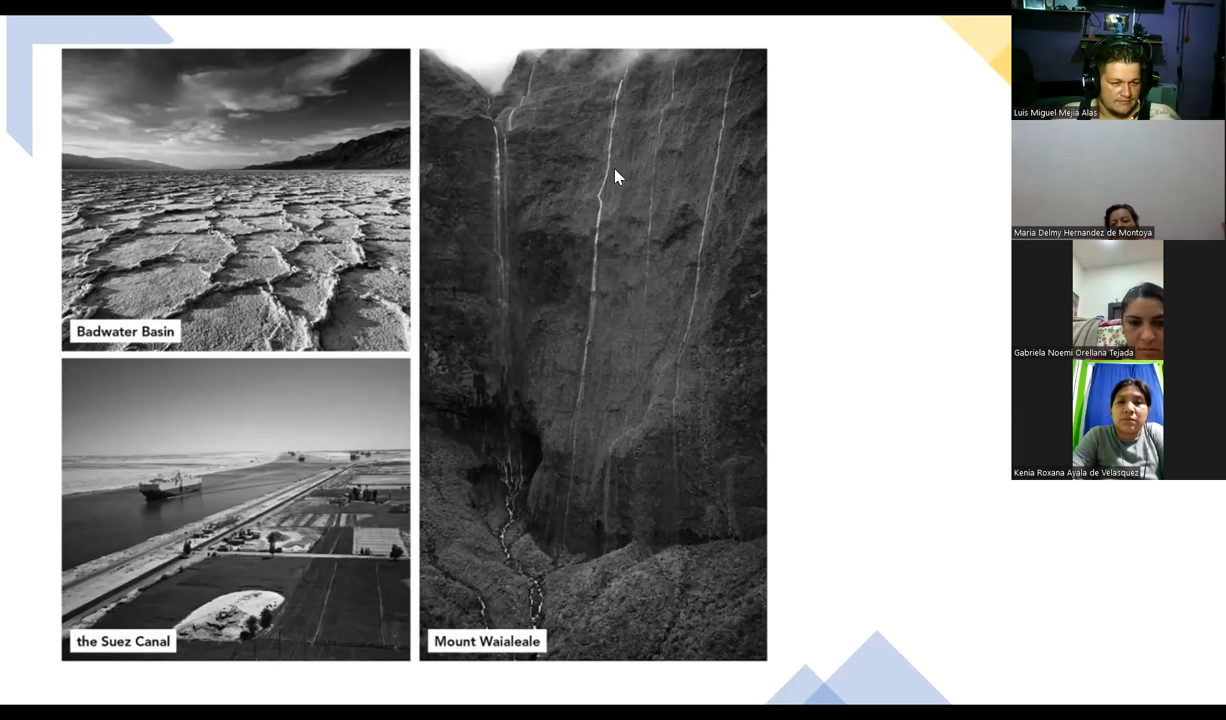 Badwater Basin
the Suez Canal
Mount Waialeale
Luis Miguel Mejia Alas
Maria Delmy Hernandez de Montoya
Gabriela Noemi Orellana Tejada
Kenia Roxana Ayala de Velasquez